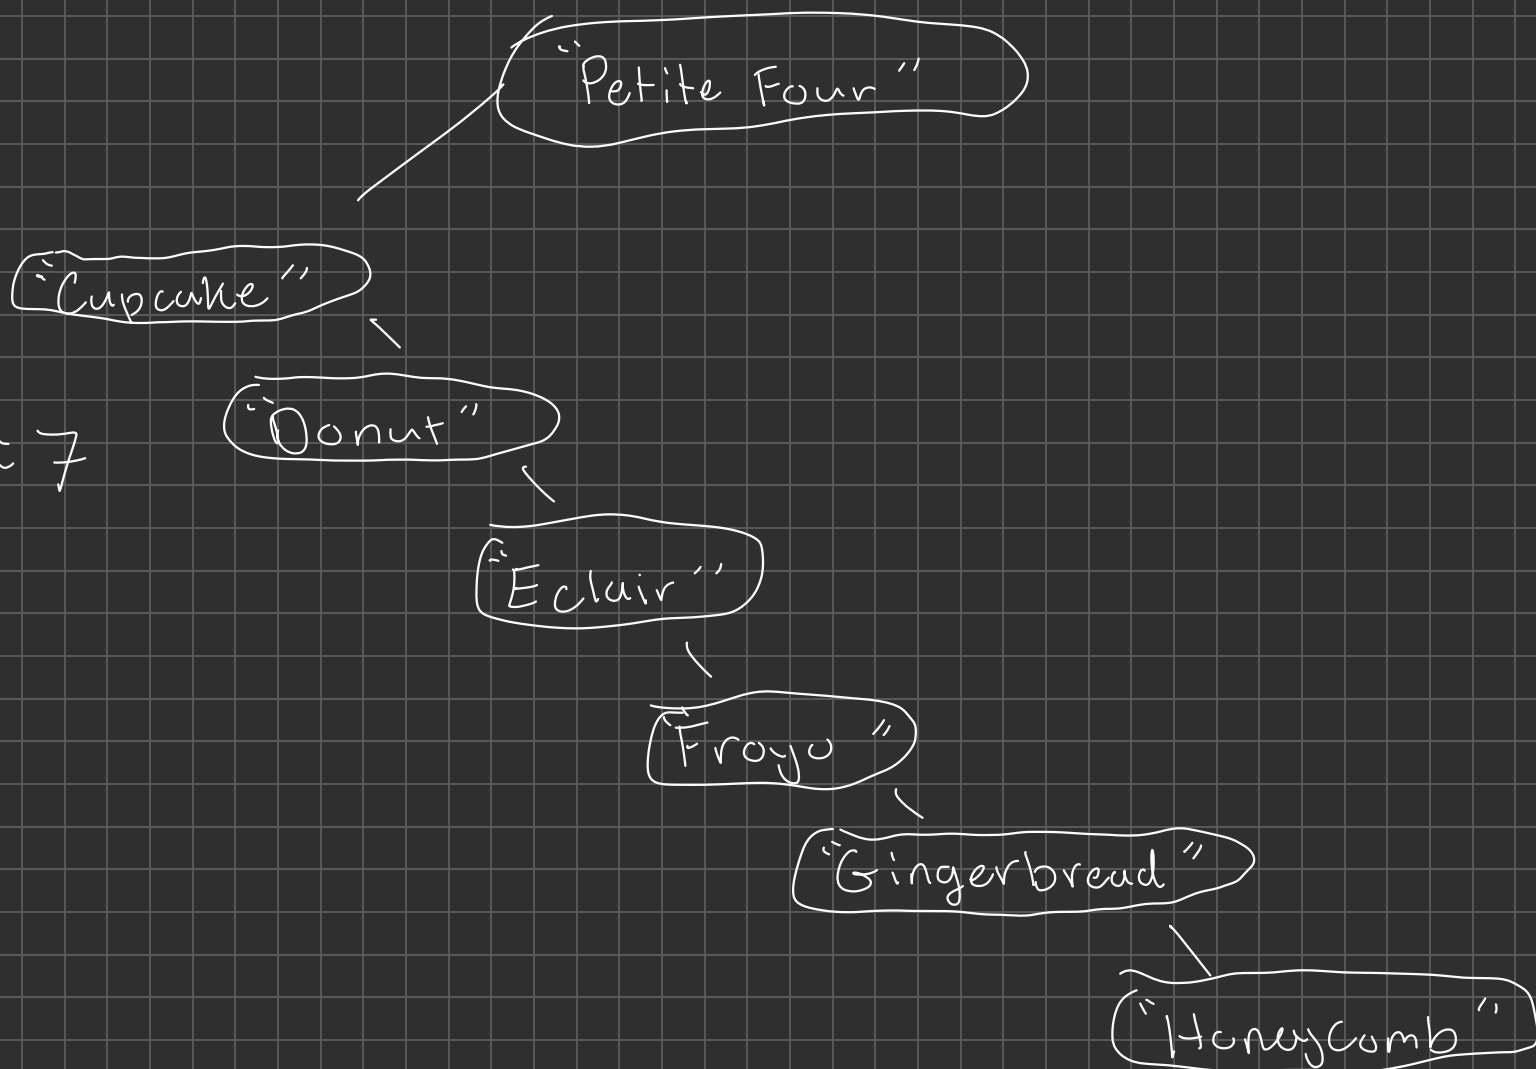 "Petite Four"
"Cupcake"
"Donut"
7
"Eclair"
"Froyo"
"Gingerbread"
"Honeycomb"